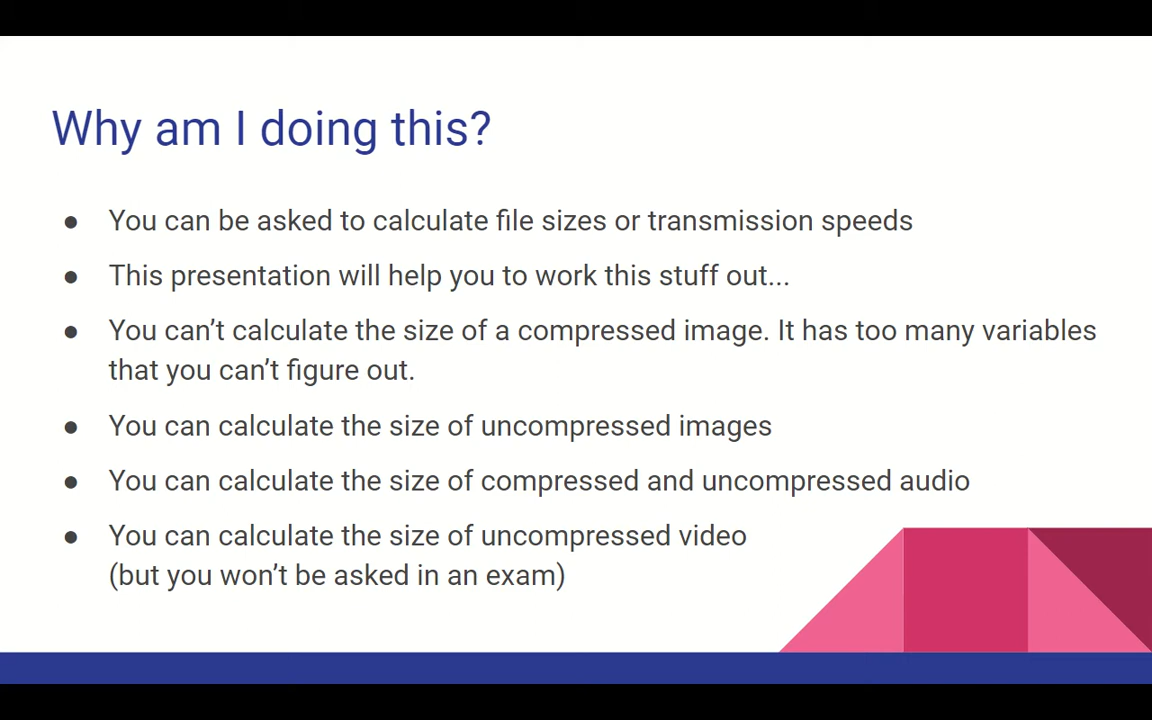 Why am I doing this?
● You can be asked to calculate file sizes or transmission speeds
● This presentation will help you to work this stuff out...
● You can’t calculate the size of a compressed image. It has too many variables
that you can’t figure out.
● You can calculate the size of uncompressed images
● You can calculate the size of compressed and uncompressed audio
● You can calculate the size of uncompressed video
(but you won’t be asked in an exam)